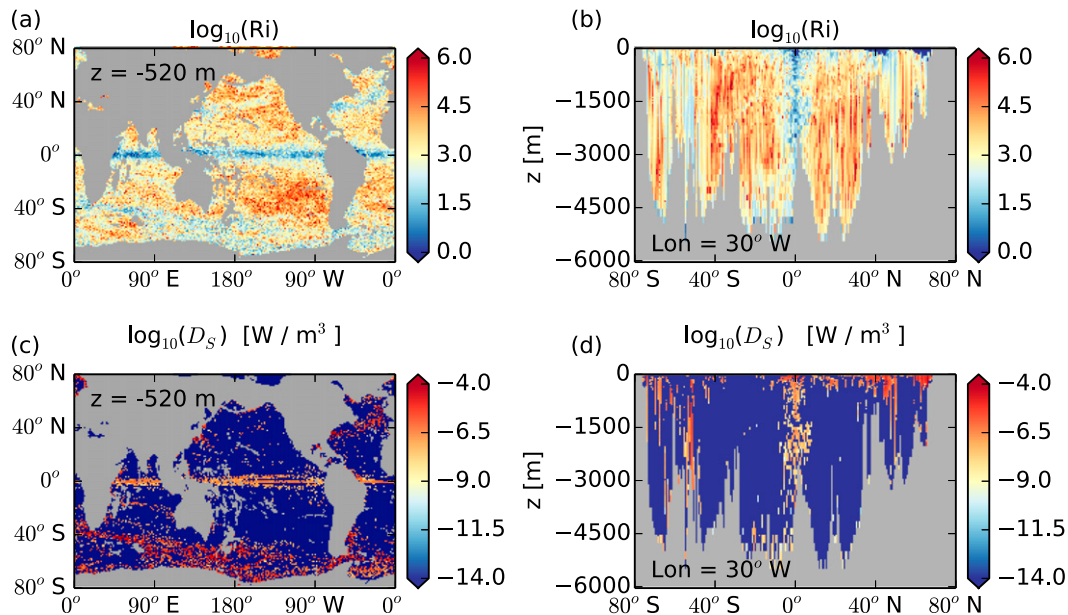 (a)
log₁₀(Ri)
80° N
40° N
0°
40° S
80° S
z = -520 m
0°
90° E
180°
90° W
0°
6.0
4.5
3.0
1.5
0.0
(b)
log₁₀(Ri)
z [m]
0
−1500
−3000
−4500
−6000
Lon = 30° W
80° S
40° S
0°
40° N
80° N
6.0
4.5
3.0
1.5
0.0
(c)
log₁₀(D_S) [W / m³ ]
80° N
40° N
0°
40° S
80° S
z = -520 m
0°
90° E
180°
90° W
0°
−4.0
−6.5
−9.0
−11.5
−14.0
(d)
log₁₀(D_S) [W / m³ ]
z [m]
0
−1500
−3000
−4500
−6000
Lon = 30° W
80° S
40° S
0°
40° N
80° N
−4.0
−6.5
−9.0
−11.5
−14.0